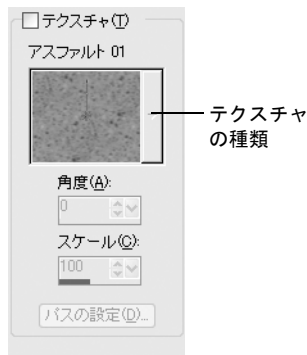 テクスチャ(T)
アスファルト 01
テクスチャ
の種類
角度(A):
0
スケール(C):
100
パスの設定(D)...